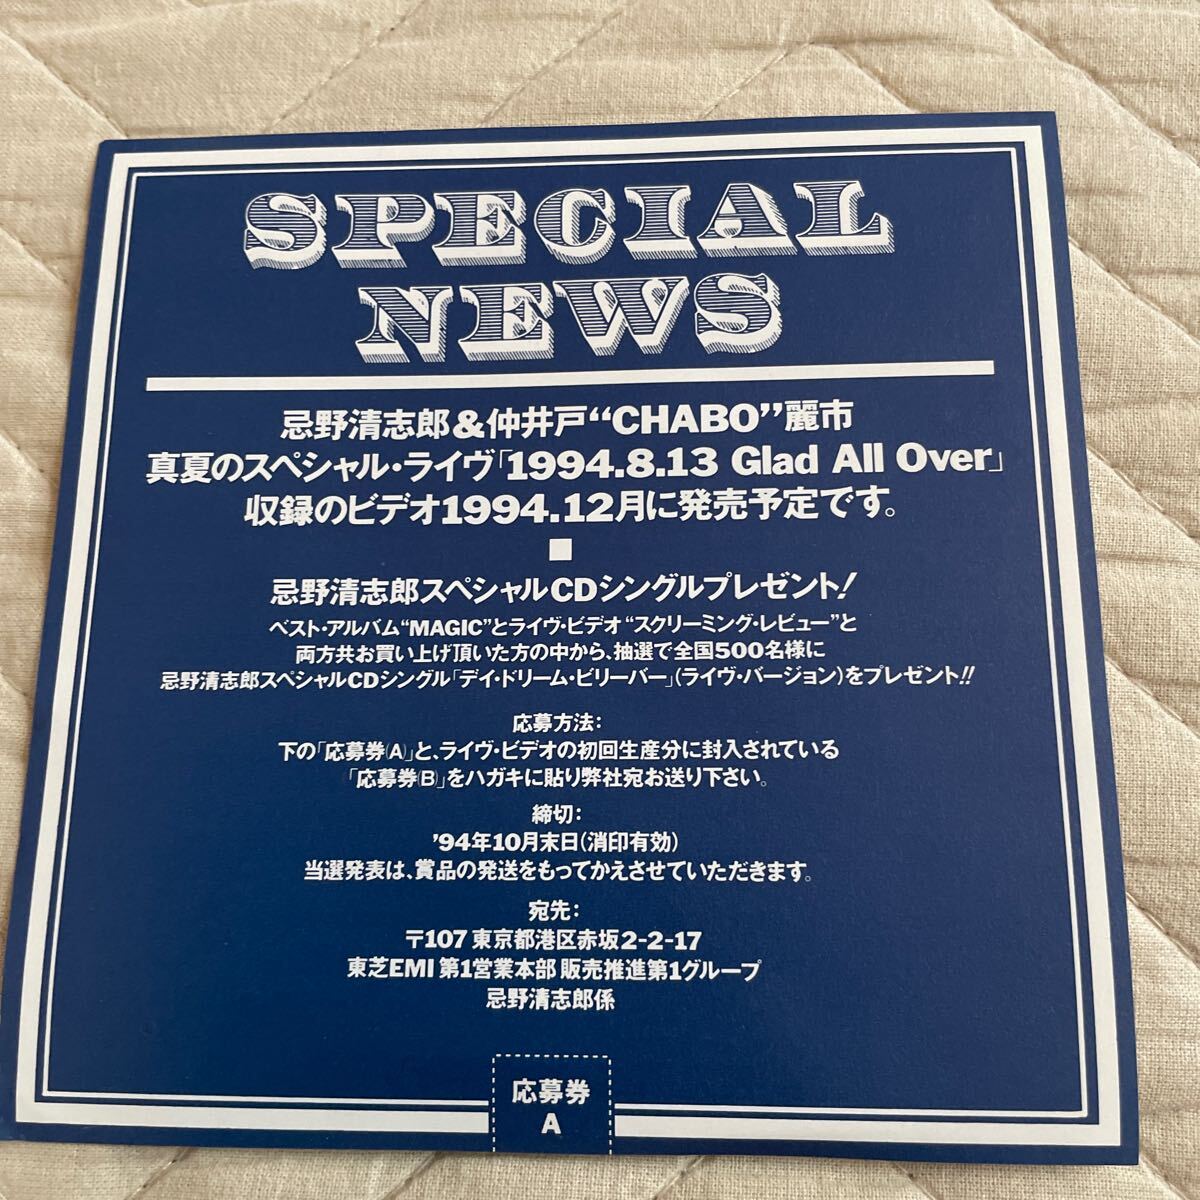 SPECIAL
NEWS
忌野清志郎&仲井戸“CHABO”麗市
真夏のスペシャル・ライヴ「1994.8.13 Glad All Over」
収録のビデオ1994.12月に発売予定です。
■
忌野清志郎スペシャルCDシングルプレゼント!
ベスト・アルバム“MAGIC”とライヴ・ビデオ“スクリーミング・レビュー”と
両方共お買い上げ頂いた方の中から、抽選で全国500名様に
忌野清志郎スペシャルCDシングル「デイ・ドリーム・ビリーバー」(ライヴ・バージョン)をプレゼント!!
応募方法:
下の「応募券(A)」と、ライヴ・ビデオの初回生産分に封入されている
「応募券(B)」をハガキに貼り弊社宛お送り下さい。
締切:
’94年10月末日(消印有効)
当選発表は、賞品の発送をもってかえさせていただきます。
宛先:
〒107 東京都港区赤坂2-2-17
東芝EMI 第1営業本部 販売推進第1グループ
忌野清志郎係
応募券
A